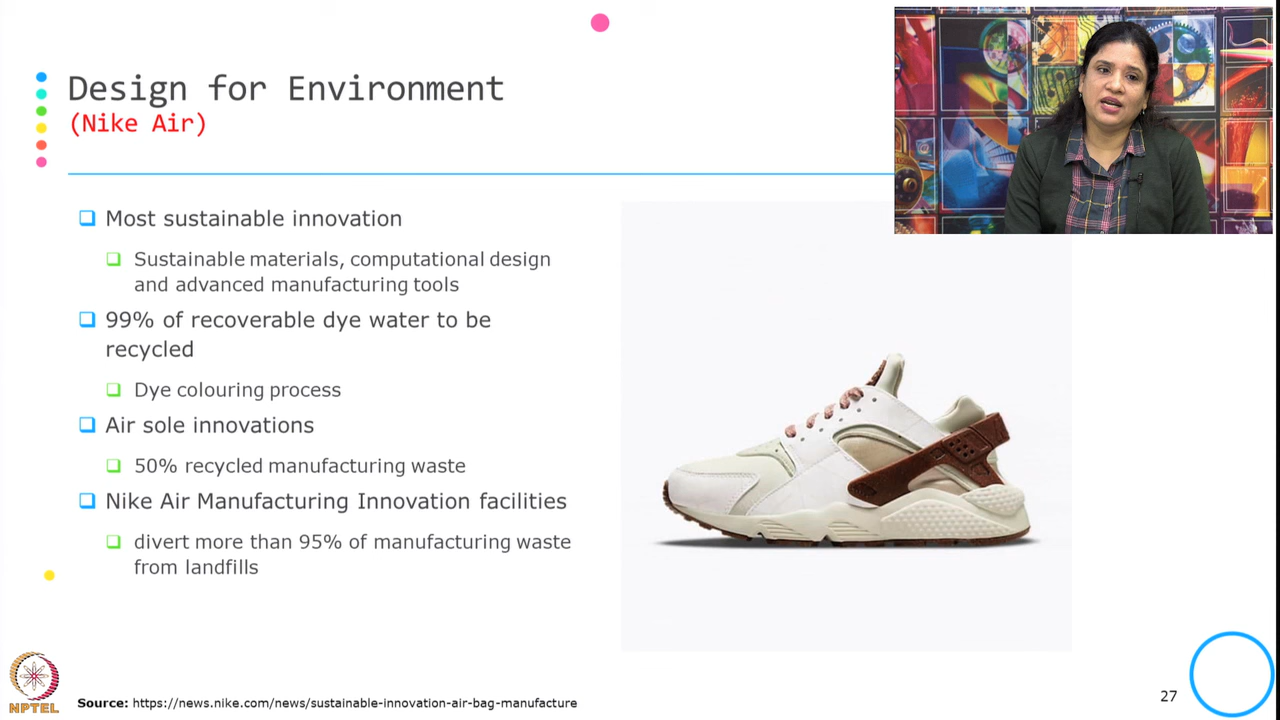 Design for Environment
(Nike Air)
Most sustainable innovation
Sustainable materials, computational design
and advanced manufacturing tools
99% of recoverable dye water to be
recycled
Dye colouring process
Air sole innovations
50% recycled manufacturing waste
Nike Air Manufacturing Innovation facilities
divert more than 95% of manufacturing waste
from landfills
NPTEL
Source: https://news.nike.com/news/sustainable-innovation-air-bag-manufacture
27